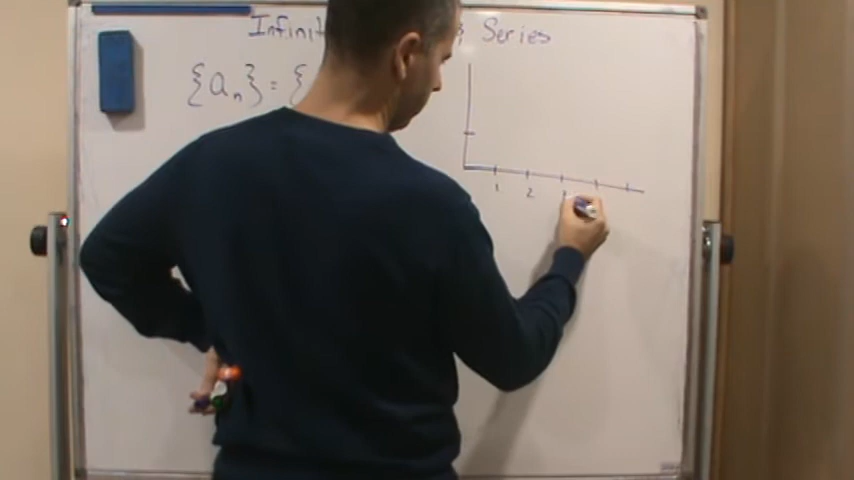 Infinit & Series
{aₙ} = {
1 2